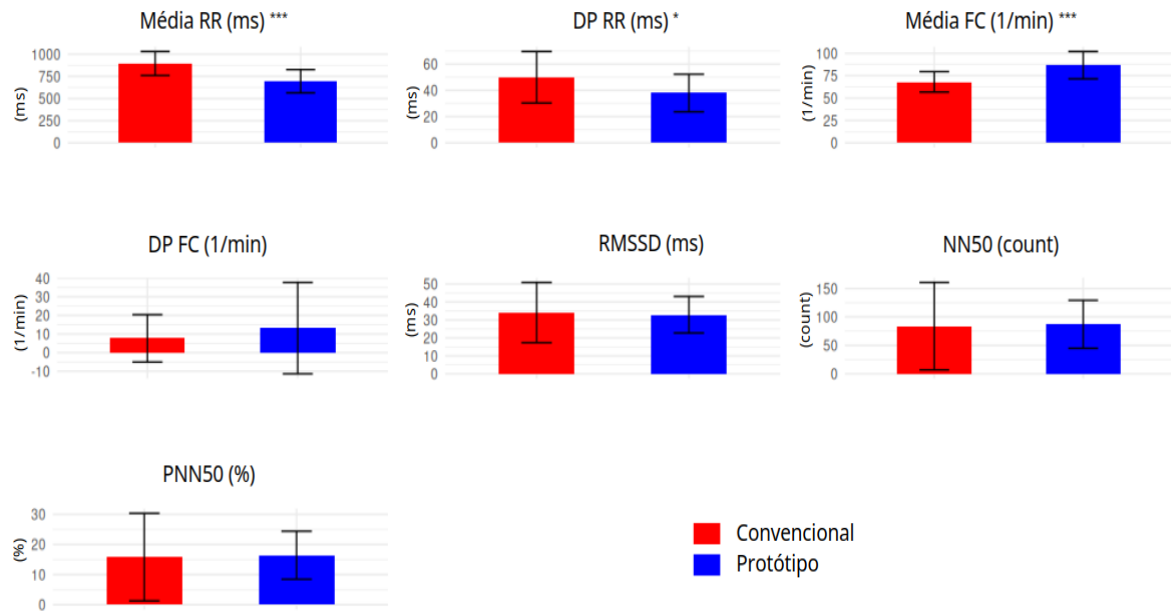 Média RR (ms) ***
1000
750
500
250
0
(ms)
DP RR (ms) *
60
40
20
0
(ms)
Média FC (1/min) ***
100
75
50
25
0
(1/min)
DP FC (1/min)
40
30
20
10
0
-10
(1/min)
RMSSD (ms)
50
40
30
20
10
0
(ms)
NN50 (count)
150
100
50
0
(count)
PNN50 (%)
30
20
10
0
(%)
Convencional
Protótipo